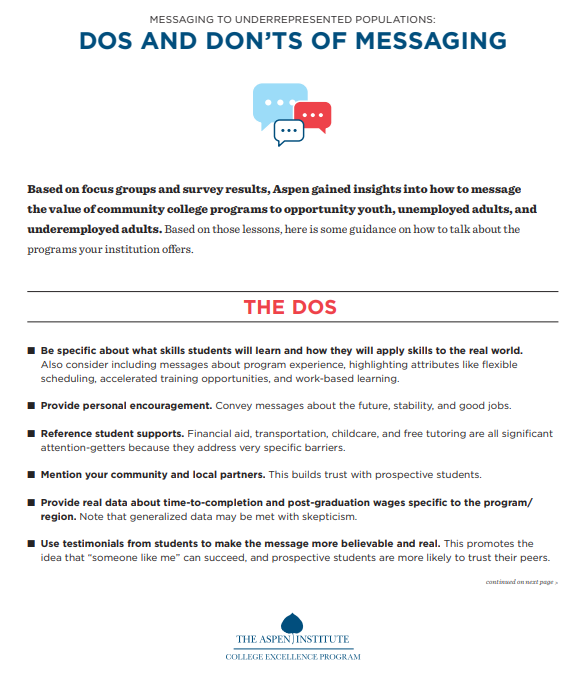 MESSAGING TO UNDERREPRESENTED POPULATIONS:
DOS AND DON'TS OF MESSAGING
Based on focus groups and survey results, Aspen gained insights into how to message
the value of community college programs to opportunity youth, unemployed adults, and
underemployed adults. Based on those lessons, here is some guidance on how to talk about the
programs your institution offers.
THE DOS
■ Be specific about what skills students will learn and how they will apply skills to the real world.
Also consider including messages about program experience, highlighting attributes like flexible
scheduling, accelerated training opportunities, and work-based learning.
■ Provide personal encouragement. Convey messages about the future, stability, and good jobs.
■ Reference student supports. Financial aid, transportation, childcare, and free tutoring are all significant
attention-getters because they address very specific barriers.
■ Mention your community and local partners. This builds trust with prospective students.
■ Provide real data about time-to-completion and post-graduation wages specific to the program/
region. Note that generalized data may be met with skepticism.
■ Use testimonials from students to make the message more believable and real. This promotes the
idea that “someone like me” can succeed, and prospective students are more likely to trust their peers.
continued on next page »
THE ASPEN INSTITUTE
COLLEGE EXCELLENCE PROGRAM